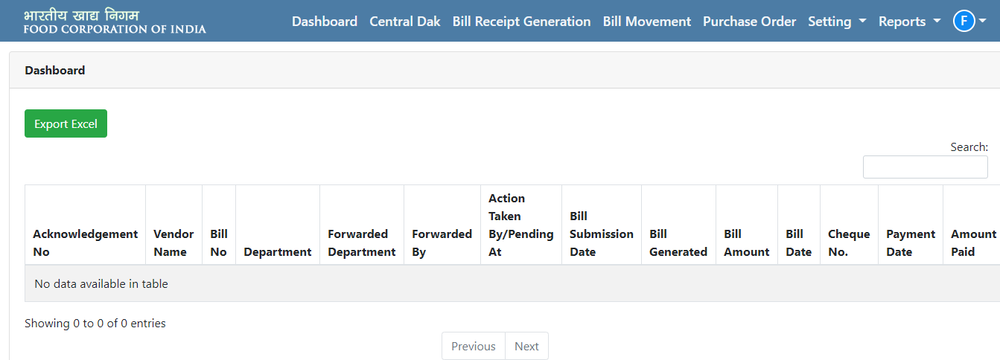 भारतीय खाद्य निगम
FOOD CORPORATION OF INDIA
Dashboard Central Dak Bill Receipt Generation Bill Movement Purchase Order Setting Reports F
Dashboard
Export Excel
Search:
Acknowledgement No
Vendor Name
Bill No
Department
Forwarded Department
Forwarded By
Action Taken By/Pending At
Bill Submission Date
Bill Generated
Bill Amount
Bill Date
Cheque No.
Payment Date
Amount Paid
No data available in table
Showing 0 to 0 of 0 entries
Previous Next